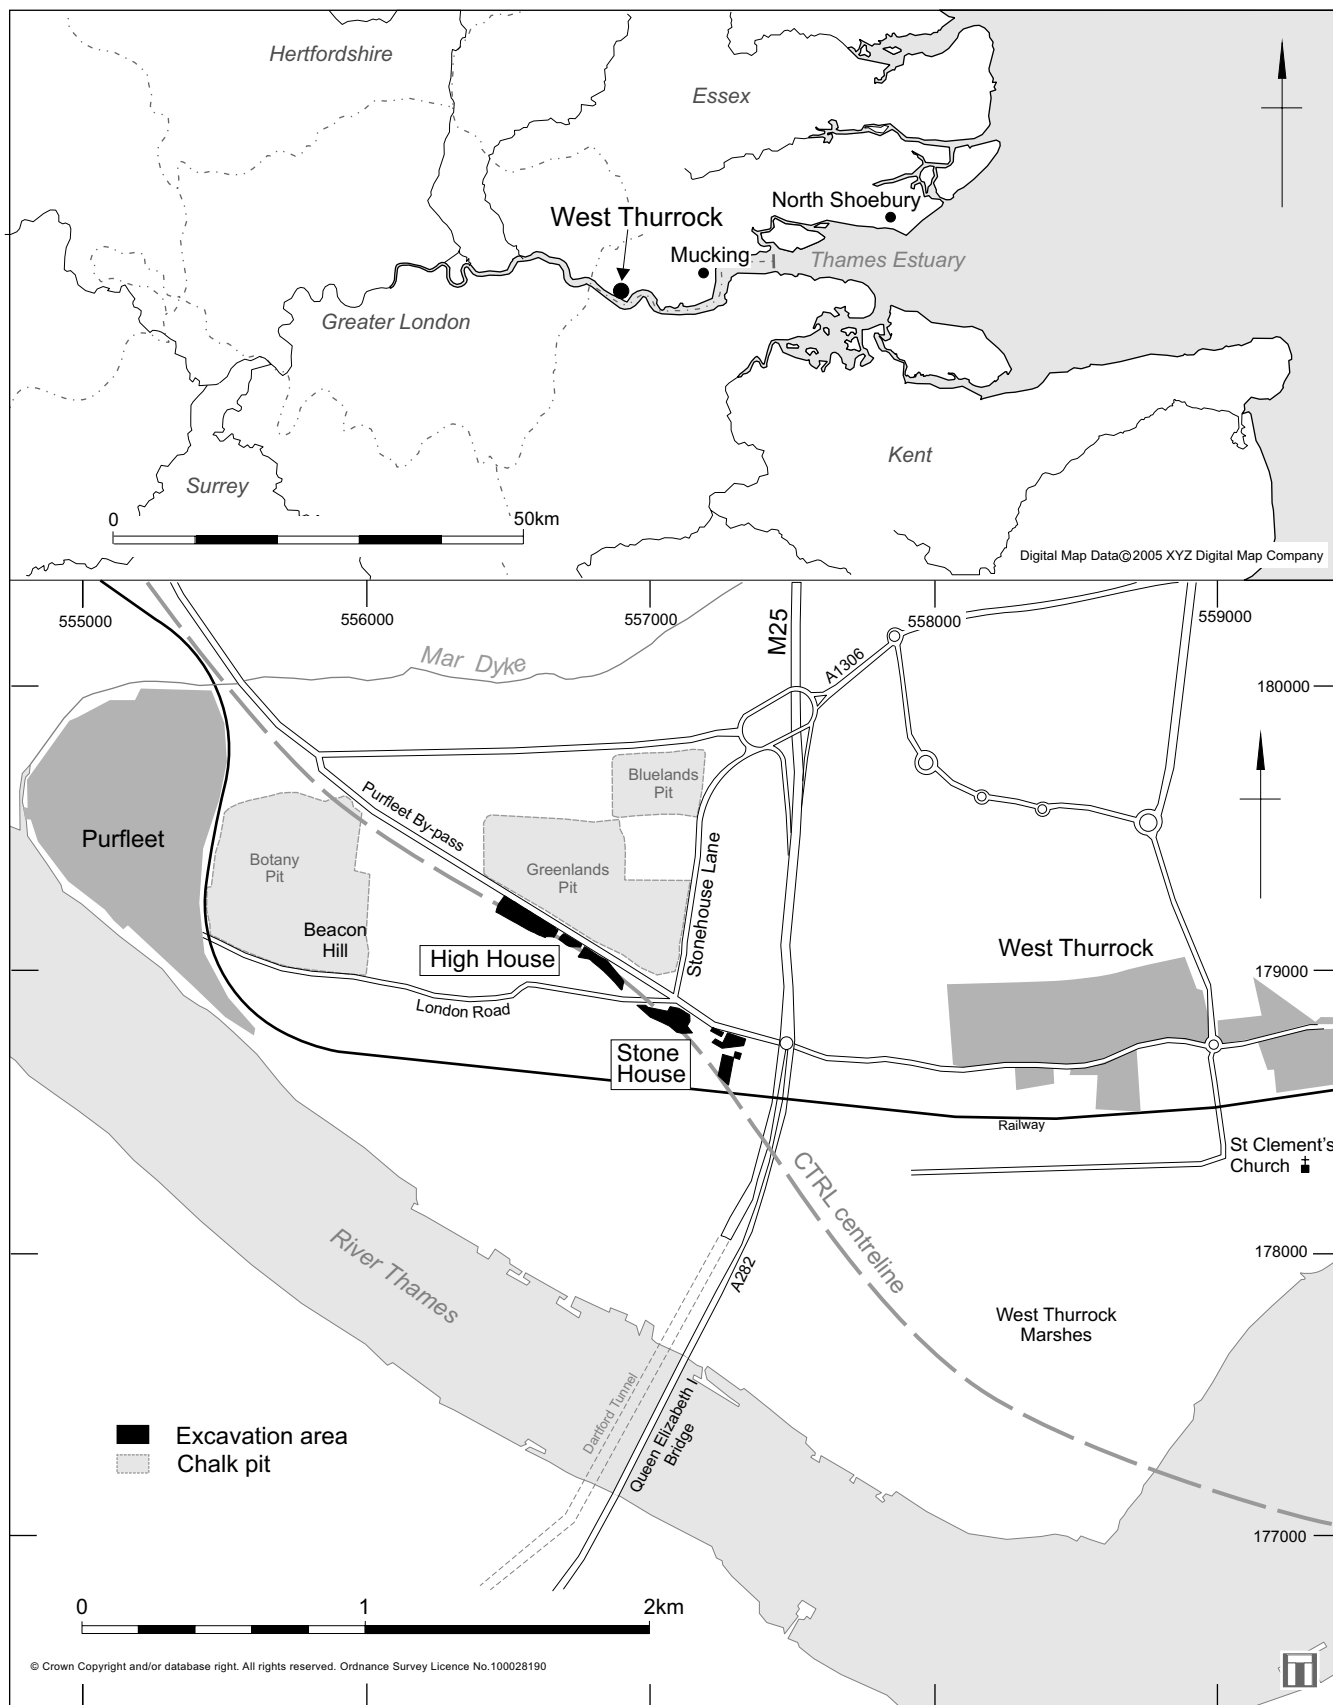 Hertfordshire
Essex
North Shoebury
West Thurrock
Mucking
Thames Estuary
Greater London
Kent
Surrey
0
50km
Digital Map Data©2005 XYZ Digital Map Company
555000
556000
557000
M25
558000
559000
Mar Dyke
A1306
180000
Bluelands
Pit
Purfleet By-pass
Purfleet
Botany
Pit
Greenlands
Pit
Stonehouse Lane
Beacon
Hill
High House
West Thurrock
179000
London Road
Stone
House
Railway
St Clement's
Church
CTRL centreline
River Thames
178000
A282
West Thurrock
Marshes
Dartford Tunnel
Queen Elizabeth I
Bridge
Excavation area
Chalk pit
177000
0
1
2km
© Crown Copyright and/or database right. All rights reserved. Ordnance Survey Licence No.100028190